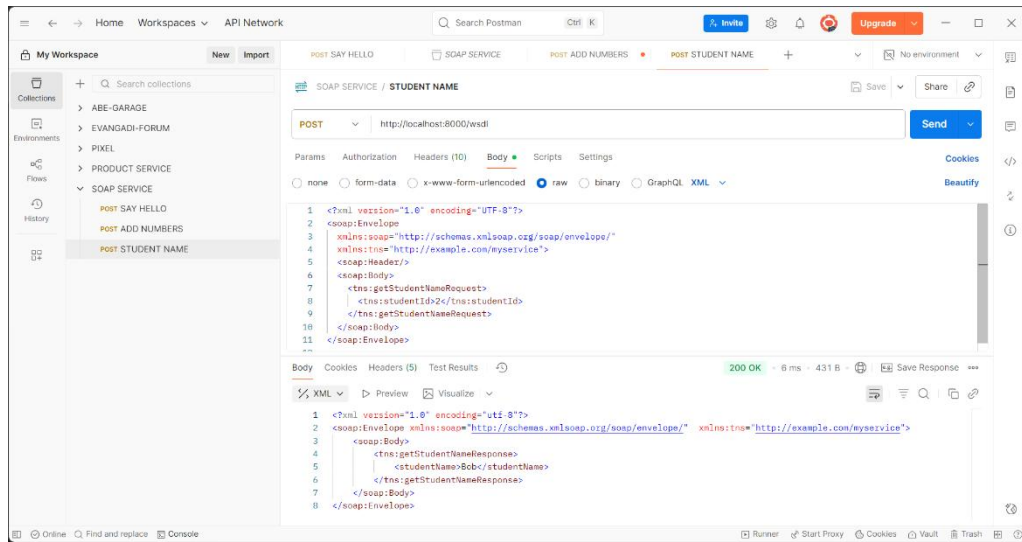 Home Workspaces API Network Search Postman Ctrl K Invite Upgrade
My Workspace New Import POST SAY HELLO SOAP SERVICE POST ADD NUMBERS POST STUDENT NAME No environment
Search collections
Collections
Environments
Flows
History
ABE-GARAGE
EVANGADI-FORUM
PIXEL
PRODUCT SERVICE
SOAP SERVICE
POST SAY HELLO
POST ADD NUMBERS
POST STUDENT NAME
SOAP SERVICE / STUDENT NAME Save Share
POST http://localhost:8000/wsdl Send
Params Authorization Headers (10) Body Scripts Settings Cookies
none form-data x-www-form-urlencoded raw binary GraphQL XML Beautify
1 <?xml version="1.0" encoding="UTF-8"?>
2 <soap:Envelope
3 xmlns:soap="http://schemas.xmlsoap.org/soap/envelope/"
4 xmlns:tns="http://example.com/myservice">
5 <soap:Header/>
6 <soap:Body>
7 <tns:getStudentNameRequest>
8 <tns:studentId>2</tns:studentId>
9 </tns:getStudentNameRequest>
10 </soap:Body>
11 </soap:Envelope>
Body Cookies Headers (5) Test Results 200 OK 6 ms 431 B Save Response
XML Preview Visualize
1 <?xml version="1.0" encoding="utf-8"?>
2 <soap:Envelope xmlns:soap="http://schemas.xmlsoap.org/soap/envelope/" xmlns:tns="http://example.com/myservice">
3 <soap:Body>
4 <tns:getStudentNameResponse>
5 <studentName>Bob</studentName>
6 </tns:getStudentNameResponse>
7 </soap:Body>
8 </soap:Envelope>
Online Find and replace Console Runner Start Proxy Cookies Vault Trash